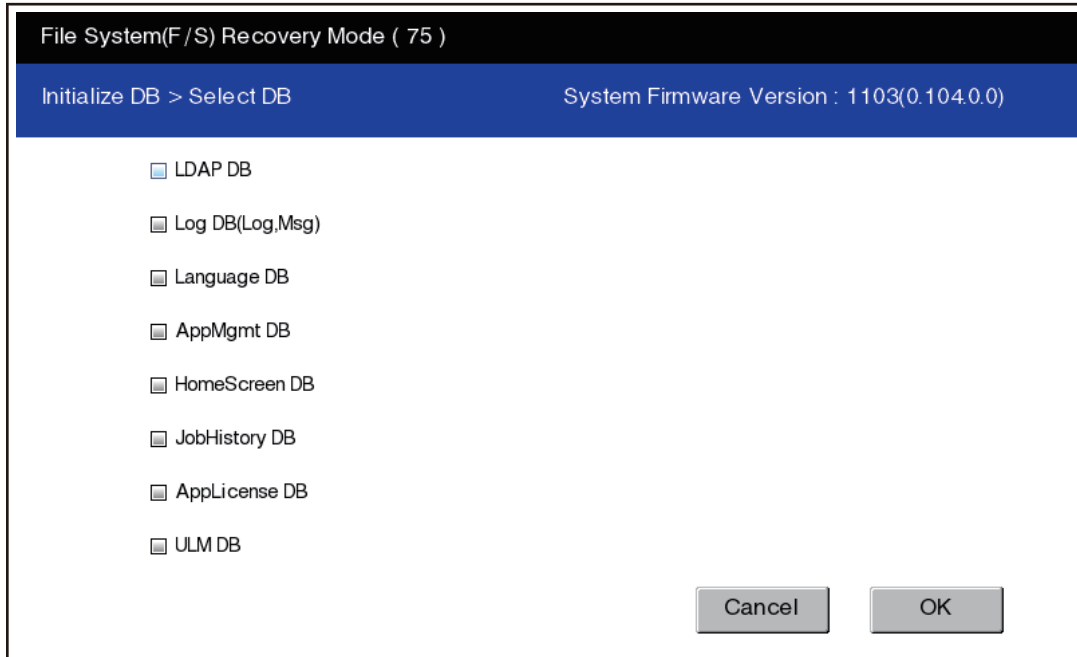 File System(F/S) Recovery Mode ( 75 )
Initialize DB > Select DB
System Firmware Version : 1103(0.104.0.0)
LDAP DB
Log DB(Log,Msg)
Language DB
AppMgmt DB
HomeScreen DB
JobHistory DB
AppLicense DB
ULM DB
Cancel
OK